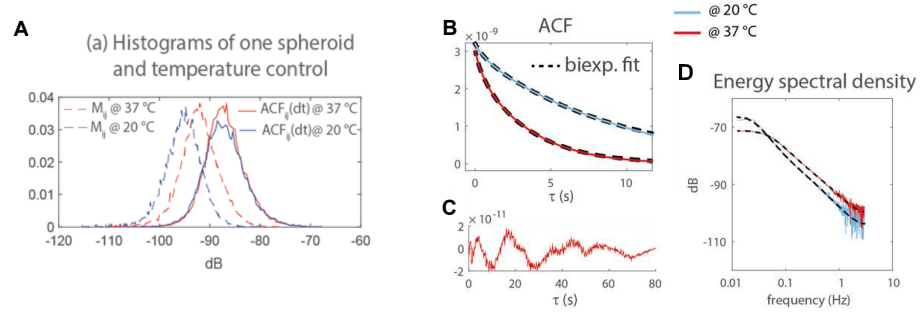 A
(a) Histograms of one spheroid
and temperature control
0.04
0.03
0.02
0.01
0
M_ij @ 37 °C
M_ij @ 20 °C
ACF_ij(dt) @ 37 °C
ACF_ij(dt)@ 20 °C
-120
-100
-90
-80
-70
-60
dB
B
ACF
× 10⁻⁹
3
2
1
0
biexp. fit
0
5
10
τ (s)
C
× 10⁻¹¹
2
0
-2
0
20
40
60
80
τ (s)
@ 20 °C
@ 37 °C
D
Energy spectral density
-70
-90
-110
dB
0.01
0.1
1
10
frequency (Hz)